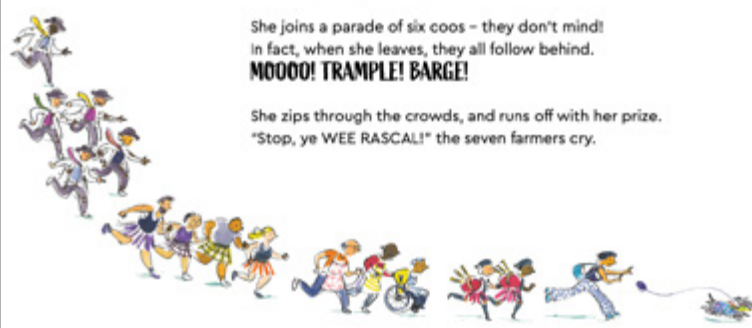 She joins a parade of six coos – they don't mind!
In fact, when she leaves, they all follow behind.
MOOOO! TRAMPLE! BARGE!
She zips through the crowds, and runs off with her prize.
"Stop, ye WEE RASCAL!" the seven farmers cry.